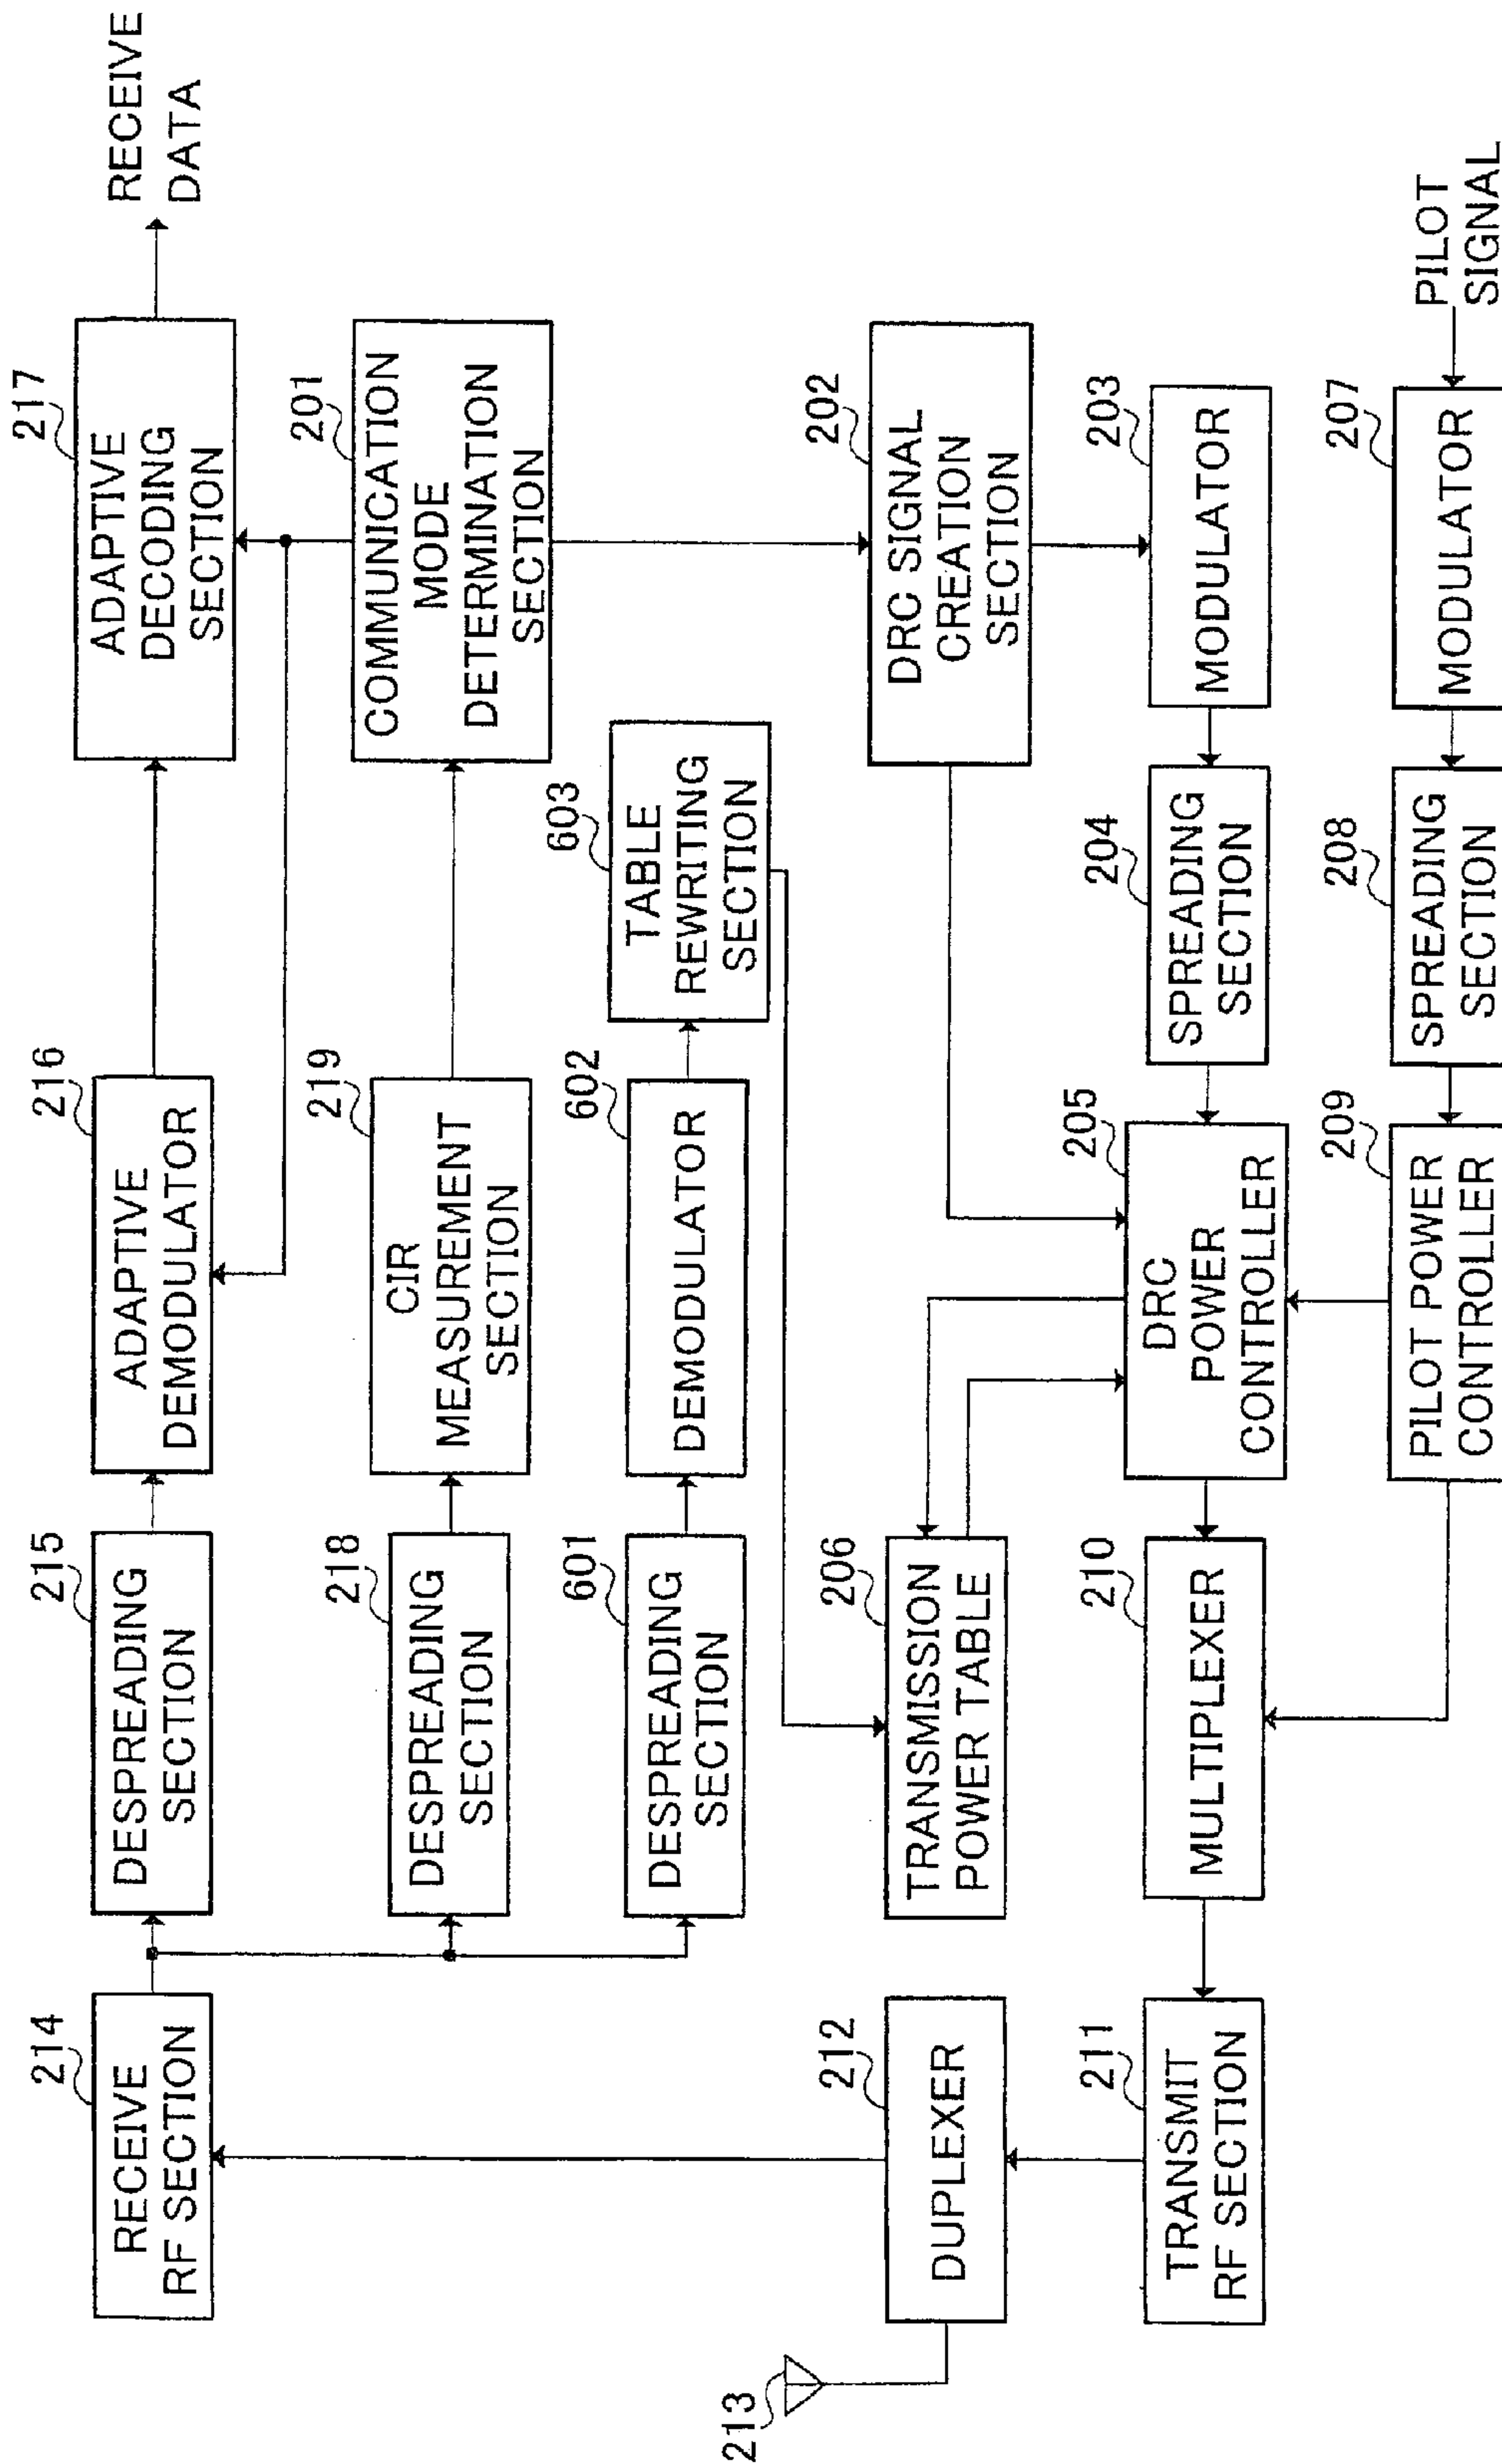 214
RECEIVE
RF SECTION
215
DESPREADING
SECTION
216
ADAPTIVE
DEMODULATOR
217
ADAPTIVE
DECODING
SECTION
RECEIVE
DATA
218
DESPREADING
SECTION
219
CIR
MEASUREMENT
SECTION
201
COMMUNICATION
MODE
DETERMINATION
SECTION
601
DESPREADING
SECTION
602
DEMODULATOR
603
TABLE
REWRITING
SECTION
213
212
DUPLEXER
206
TRANSMISSION
POWER TABLE
202
DRC SIGNAL
CREATION
SECTION
211
TRANSMIT
RF SECTION
210
MULTIPLEXER
205
DRC
POWER
CONTROLLER
204
SPREADING
SECTION
203
MODULATOR
209
PILOT POWER
CONTROLLER
208
SPREADING
SECTION
207
MODULATOR
PILOT
SIGNAL